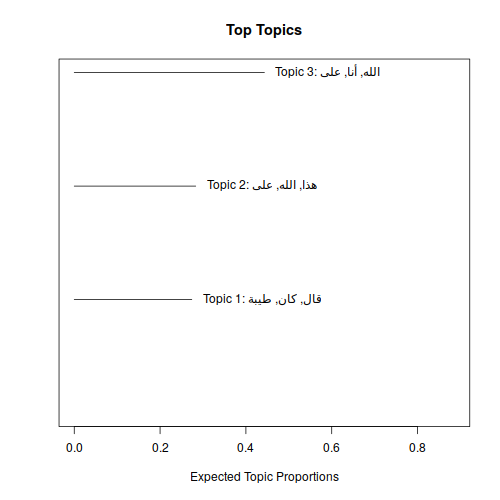 Top Topics
Topic 3: الله, أنا, على
Topic 2: هذا, الله, على
Topic 1: قال, كان, طيبة
0.0 0.2 0.4 0.6 0.8
Expected Topic Proportions